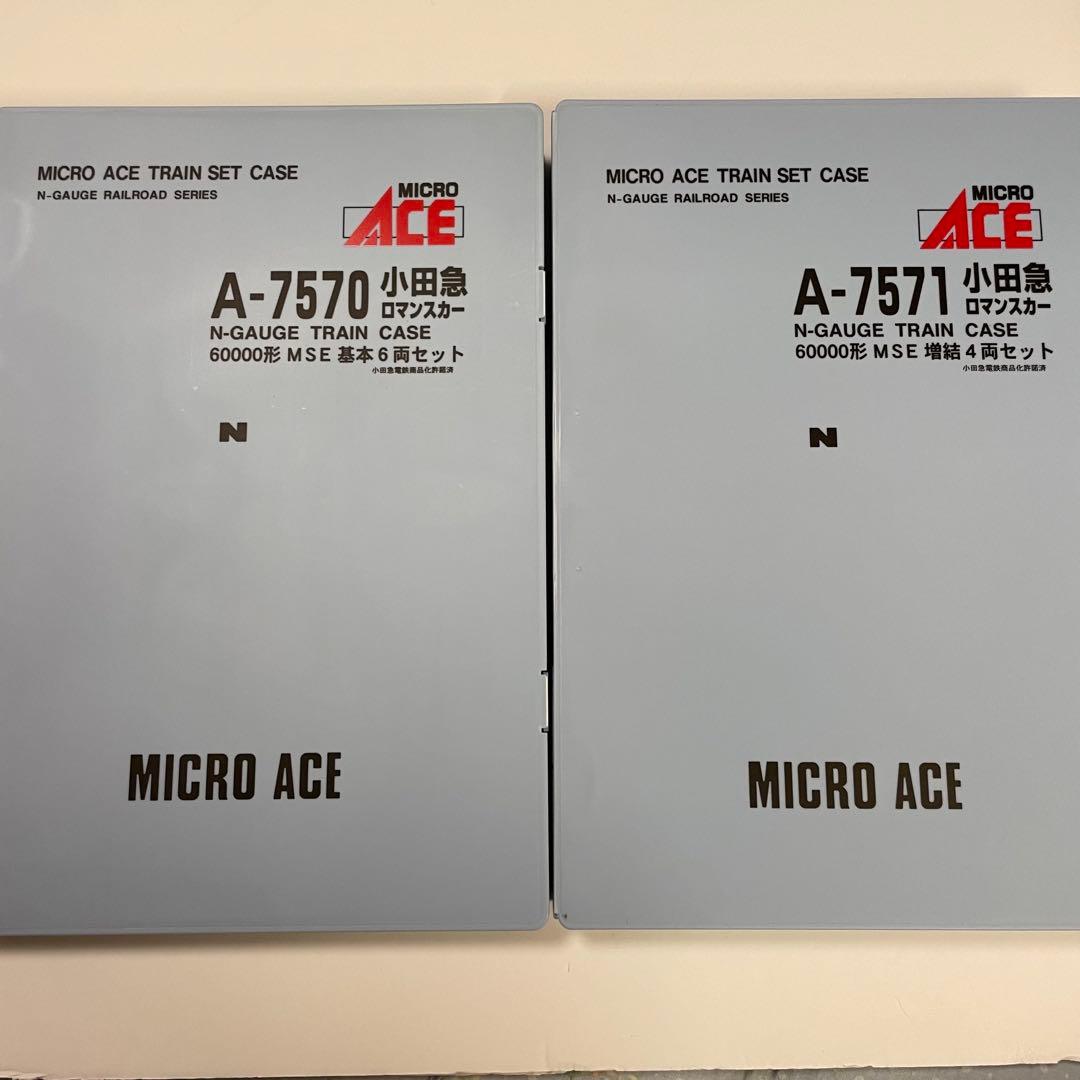 MICRO ACE TRAIN SET CASE
N-GAUGE RAILROAD SERIES
MICRO
ACE
A-7570 小田急
ロマンスカー
N-GAUGE TRAIN CASE
60000形 MSE 基本6両セット
小田急電鉄商品化許諾済
N
MICRO ACE
MICRO ACE TRAIN SET CASE
N-GAUGE RAILROAD SERIES
MICRO
ACE
A-7571 小田急
ロマンスカー
N-GAUGE TRAIN CASE
60000形 MSE 増結4両セット
小田急電鉄商品化許諾済
N
MICRO ACE